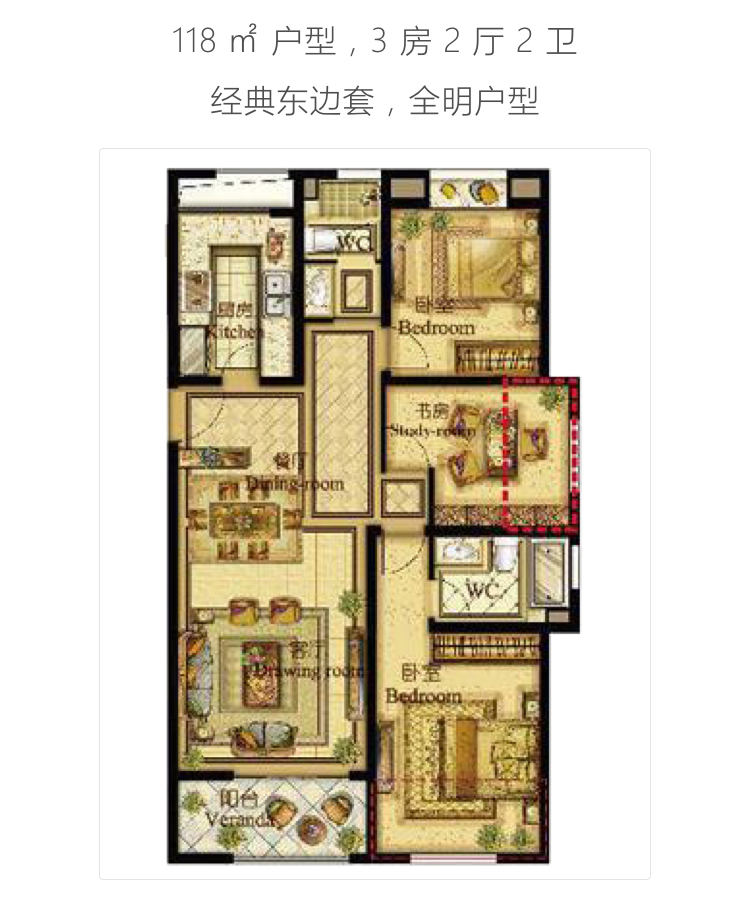 118 ㎡ 户型，3 房 2 厅 2 卫
经典东边套，全明户型
WC
卧室
Bedroom
厨房
Kitchen
书房
Study-room
餐厅
Dining-room
WC
客厅
Drawing room
卧室
Bedroom
阳台
Veranda